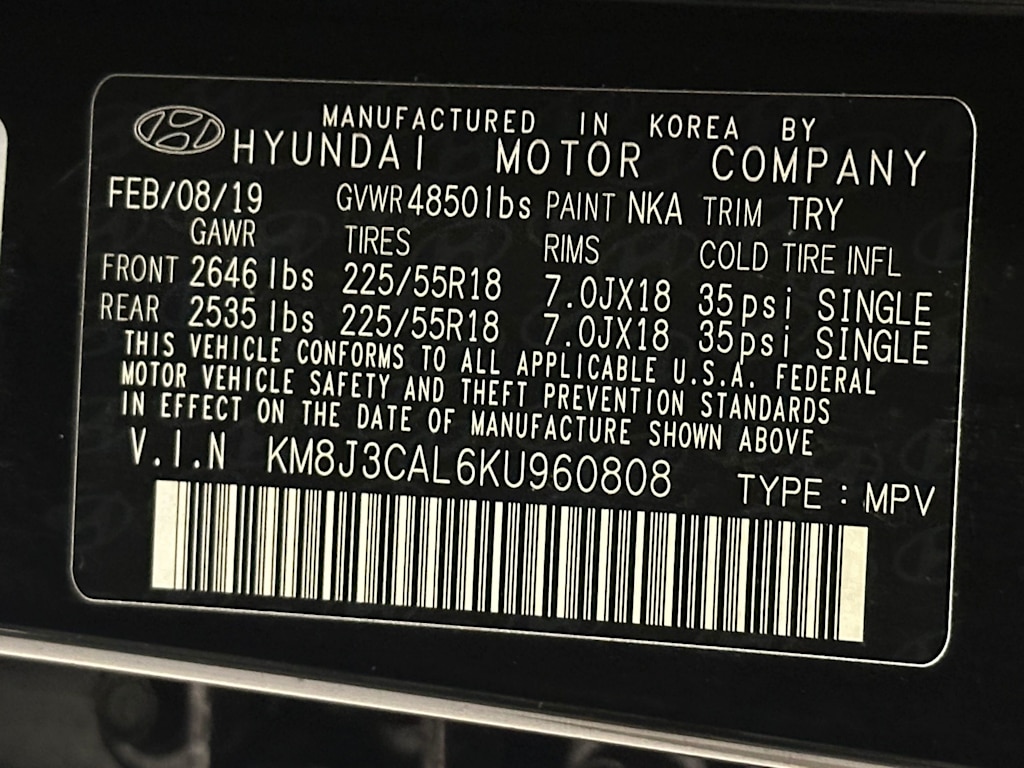 MANUFACTURED IN KOREA BY
HYUNDAI MOTOR COMPANY
FEB/08/19 GVWR 4850lbs PAINT NKA TRIM TRY
GAWR TIRES RIMS COLD TIRE INFL
FRONT 2646 lbs 225/55R18 7.0JX18 35psi SINGLE
REAR 2535 lbs 225/55R18 7.0JX18 35psi SINGLE
THIS VEHICLE CONFORMS TO ALL APPLICABLE U.S.A. FEDERAL
MOTOR VEHICLE SAFETY AND THEFT PREVENTION STANDARDS
IN EFFECT ON THE DATE OF MANUFACTURE SHOWN ABOVE
V.I.N KM8J3CAL6KU960808 TYPE : MPV